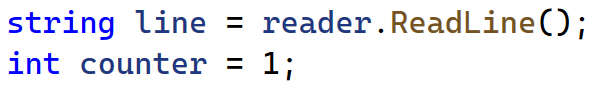 string line = reader.ReadLine();
int counter = 1;